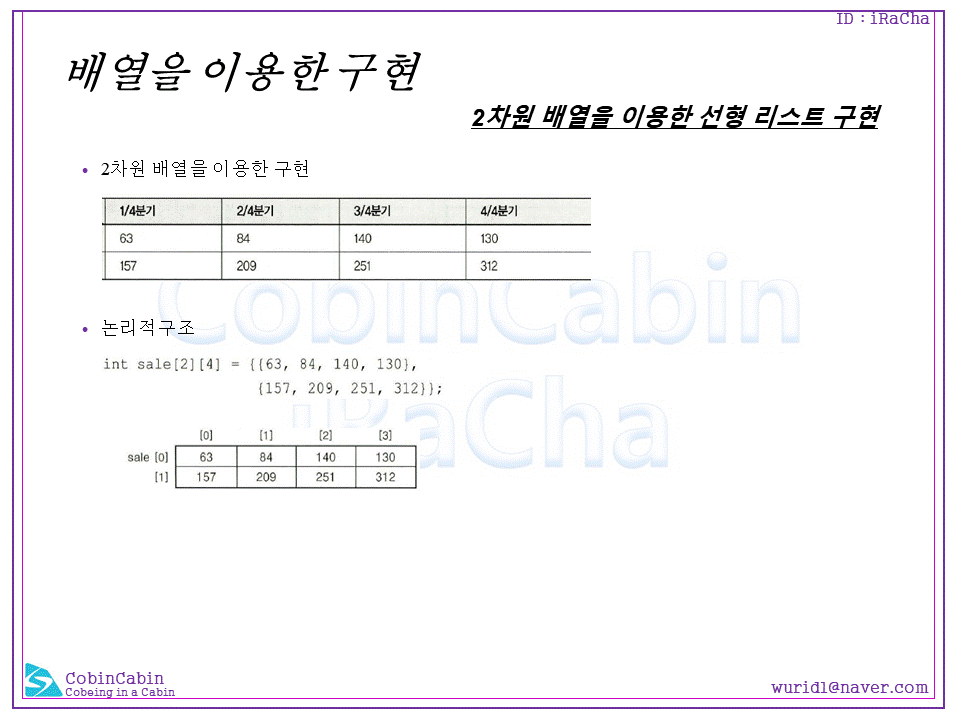 ID : iRaCha
배열을 이용한 구현
2차원 배열을 이용한 선형 리스트 구현
• 2차원 배열을 이용한 구현
1/4분기 2/4분기 3/4분기 4/4분기
63 84 140 130
157 209 251 312
CobinCabin
• 논리적구조
int sale[2][4] = {{63, 84, 140, 130},
{157, 209, 251, 312}};
iRaCha
[0] [1] [2] [3]
sale [0] 63 84 140 130
[1] 157 209 251 312
CobinCabin
Cobeing in a Cabin
wurid1@naver.com